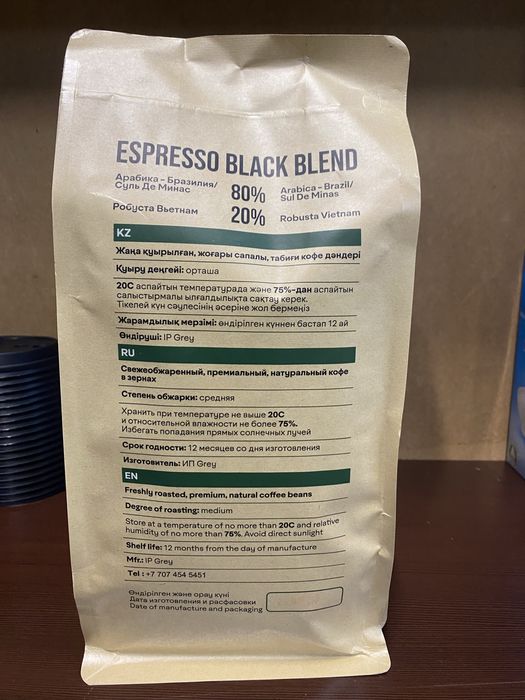 ESPRESSO BLACK BLEND
Арабика – Бразилия/
Суль Де Минас
80%
Arabica – Brazil/
Sul De Minas
Робуста Вьетнам
20%
Robusta Vietnam
KZ
Жаңа қуырылған, жоғары сапалы, табиғи кофе дәндері
Қуыру деңгейі: орташа
20С аспайтын температурада және 75%-дан аспайтын
салыстырмалы ылғалдылықта сақтау керек.
Тікелей күн сәулесінің әсеріне жол бермеңіз
Жарамдылық мерзімі: өндірілген күннен бастап 12 ай
Өндіруші: IP Grey
RU
Свежеобжаренный, премиальный, натуральный кофе
в зернах
Степень обжарки: средняя
Хранить при температуре не выше 20С
и относительной влажности не более 75%.
Избегать попадания прямых солнечных лучей
Срок годности: 12 месяцев со дня изготовления
Изготовитель: ИП Grey
EN
Freshly roasted, premium, natural coffee beans
Degree of roasting: medium
Store at a temperature of no more than 20C and relative
humidity of no more than 75%. Avoid direct sunlight
Shelf life: 12 months from the day of manufacture
Mfr.: IP Grey
Tel : +7 707 454 5451
Өндірілген және орау күні
Дата изготовления и расфасовки
Date of manufacture and packaging